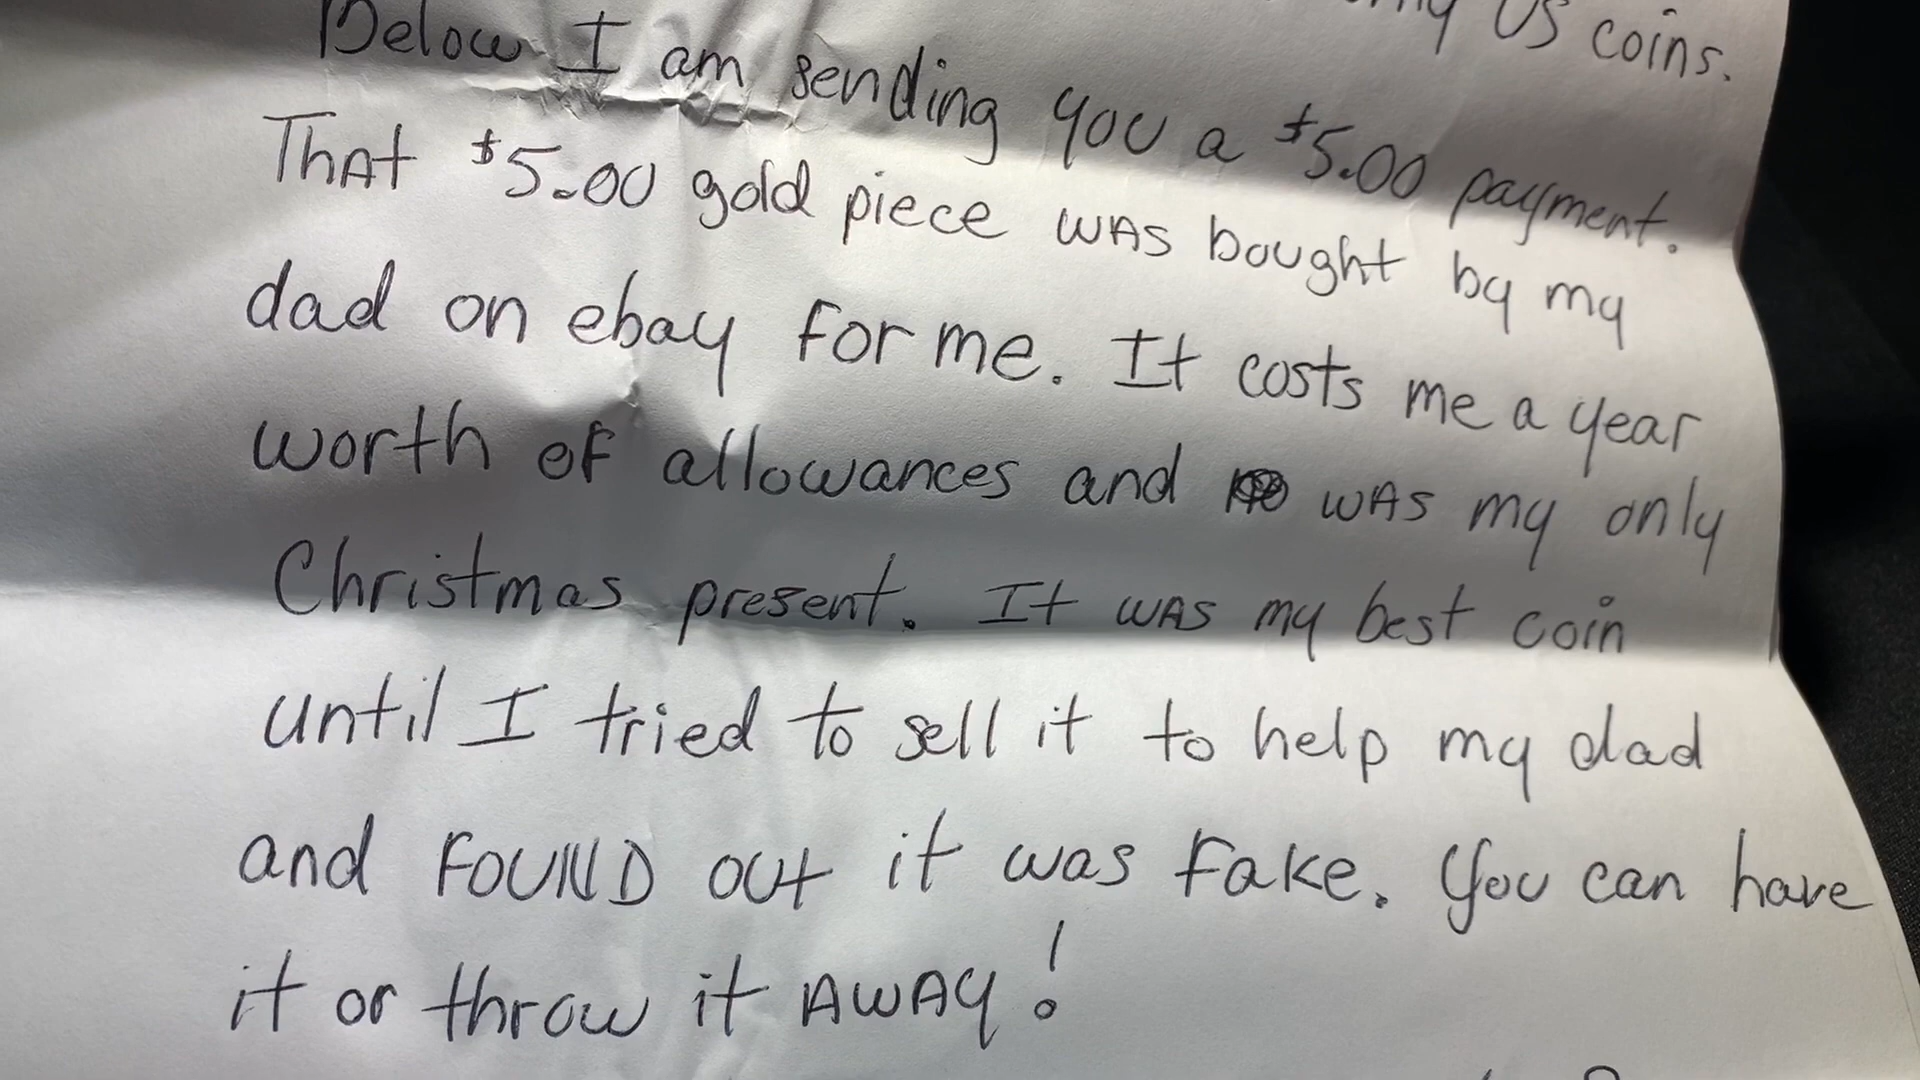 my US coins.
Below I am sending you a $5.00 payment.
That $5.00 gold piece was bought by my
dad on ebay for me. It costs me a year
worth of allowances and was my only
Christmas present. It was my best coin
until I tried to sell it to help my dad
and FOUND out it was fake. You can have
it or throw it AWAY!